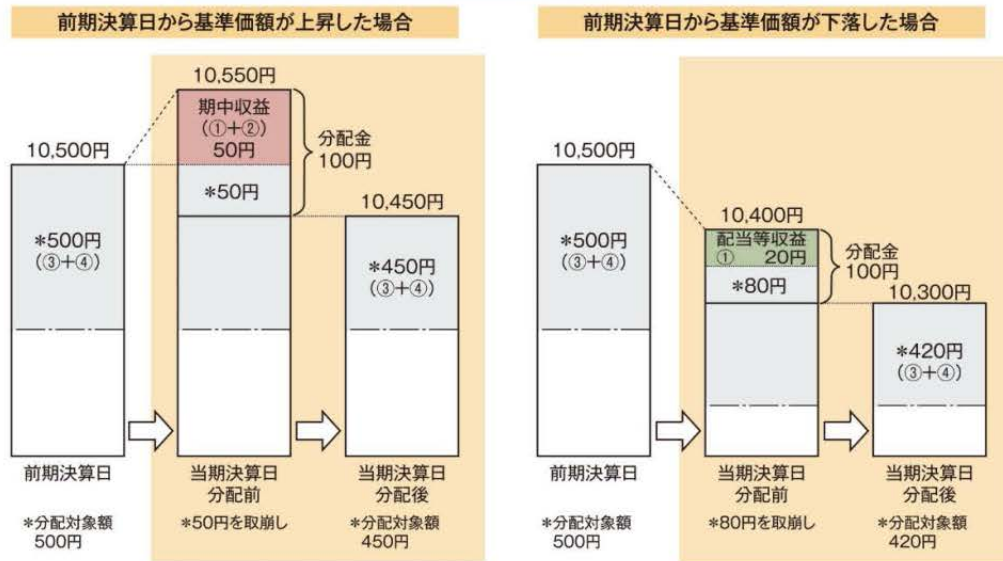 前期決算日から基準価額が上昇した場合
10,550円
期中収益
(①+②)
50円
分配金
100円
10,500円
*50円
10,450円
*500円
(③+④)
*450円
(③+④)
前期決算日
当期決算日
分配前
当期決算日
分配後
*分配対象額
500円
*50円を取崩し
*分配対象額
450円
前期決算日から基準価額が下落した場合
10,500円
10,400円
配当等収益
① 20円
分配金
100円
*500円
(③+④)
*80円
10,300円
*420円
(③+④)
前期決算日
当期決算日
分配前
当期決算日
分配後
*分配対象額
500円
*80円を取崩し
*分配対象額
420円